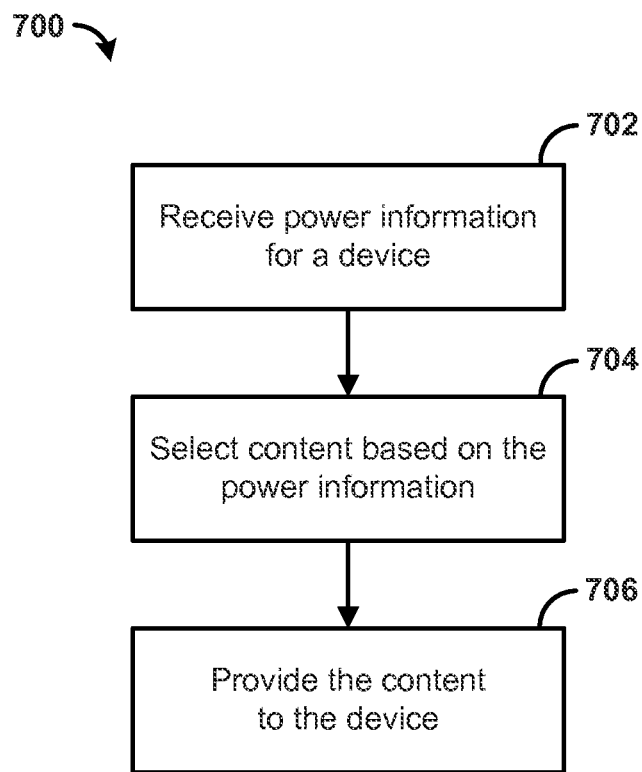 700
702
Receive power information
for a device
704
Select content based on the
power information
706
Provide the content
to the device